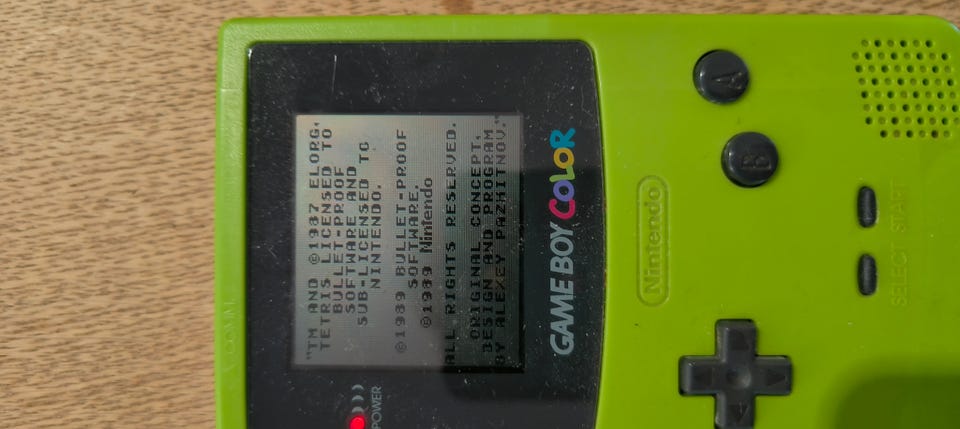 "TM AND ©1987 ELORG,
TETRIS LICENSED TO
BULLET-PROOF
SOFTWARE AND
SUB-LICENSED TO
NINTENDO.
©1989 BULLET-PROOF
SOFTWARE.
©1989 Nintendo
ALL RIGHTS RESERVED.
ORIGINAL CONCEPT,
DESIGN AND PROGRAM
BY ALEXEY PAZHITNOV."
POWER
GAME BOY COLOR
Nintendo
A
B
SELECT START
COMM.